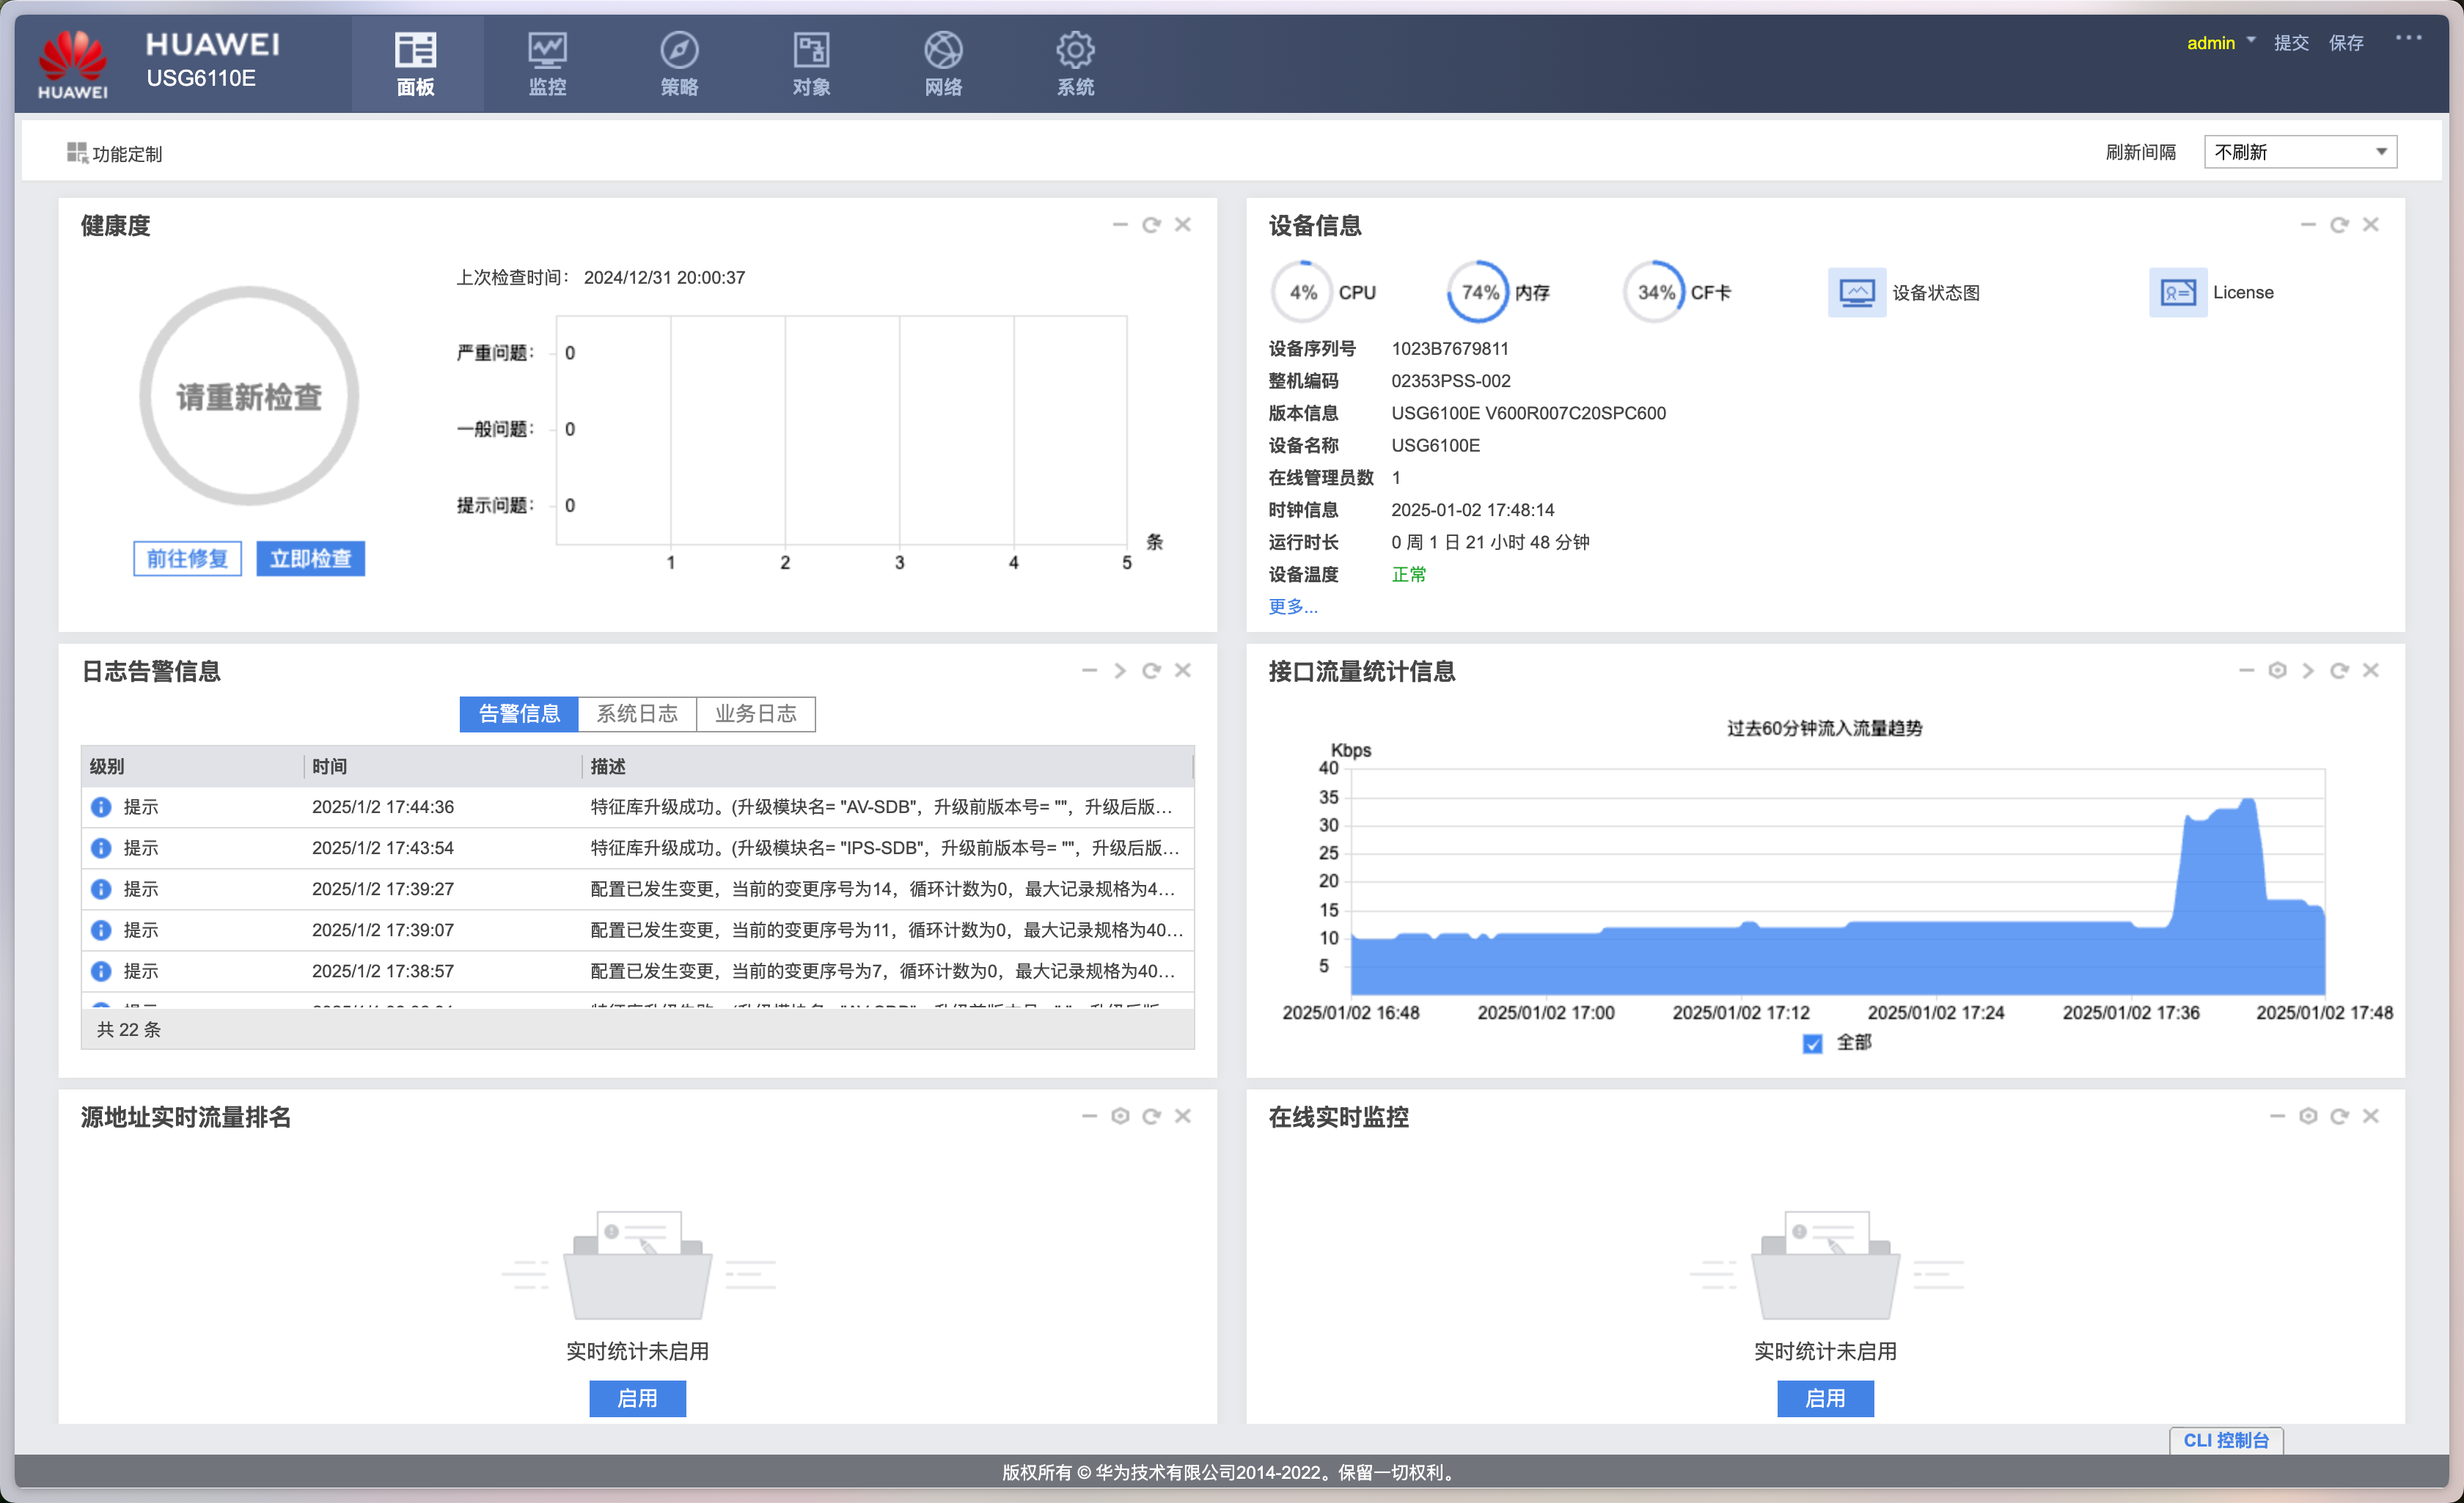 HUAWEI
HUAWEI
USG6110E
面板
监控
策略
对象
网络
系统
admin
提交
保存
功能定制
刷新间隔
不刷新
健康度
上次检查时间： 2024/12/31 20:00:37
请重新检查
严重问题： 0
一般问题： 0
提示问题： 0
条
1 2 3 4 5
前往修复
立即检查
设备信息
4% CPU
74% 内存
34% CF卡
设备状态图
License
设备序列号 1023B7679811
整机编码 02353PSS-002
版本信息 USG6100E V600R007C20SPC600
设备名称 USG6100E
在线管理员数 1
时钟信息 2025-01-02 17:48:14
运行时长 0 周 1 日 21 小时 48 分钟
设备温度 正常
更多...
日志告警信息
告警信息 系统日志 业务日志
级别 时间 描述
提示 2025/1/2 17:44:36 特征库升级成功。(升级模块名= "AV-SDB"，升级前版本号= ""，升级后版...
提示 2025/1/2 17:43:54 特征库升级成功。(升级模块名= "IPS-SDB"，升级前版本号= ""，升级后版...
提示 2025/1/2 17:39:27 配置已发生变更，当前的变更序号为14，循环计数为0，最大记录规格为4...
提示 2025/1/2 17:39:07 配置已发生变更，当前的变更序号为11，循环计数为0，最大记录规格为40...
提示 2025/1/2 17:38:57 配置已发生变更，当前的变更序号为7，循环计数为0，最大记录规格为40...
共 22 条
接口流量统计信息
过去60分钟流入流量趋势
Kbps
40
35
30
25
20
15
10
5
2025/01/02 16:48 2025/01/02 17:00 2025/01/02 17:12 2025/01/02 17:24 2025/01/02 17:36 2025/01/02 17:48
全部
源地址实时流量排名
实时统计未启用
启用
在线实时监控
实时统计未启用
启用
CLI 控制台
版权所有 © 华为技术有限公司2014-2022。保留一切权利。